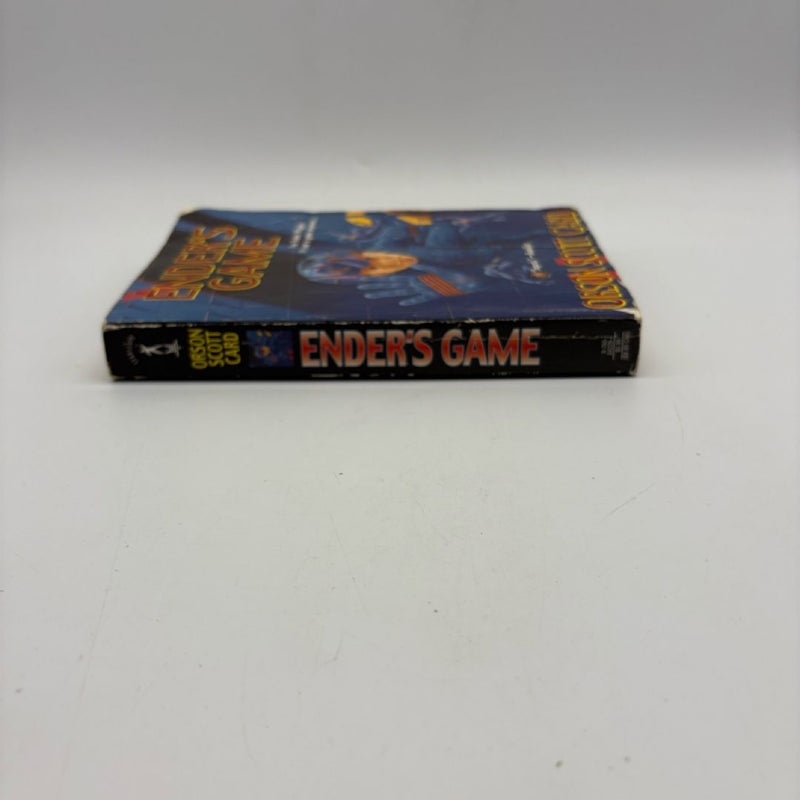 ENDER'S
GAME
ORSON SCOTT CARD
ORSON
SCOTT
CARD
ENDER'S GAME